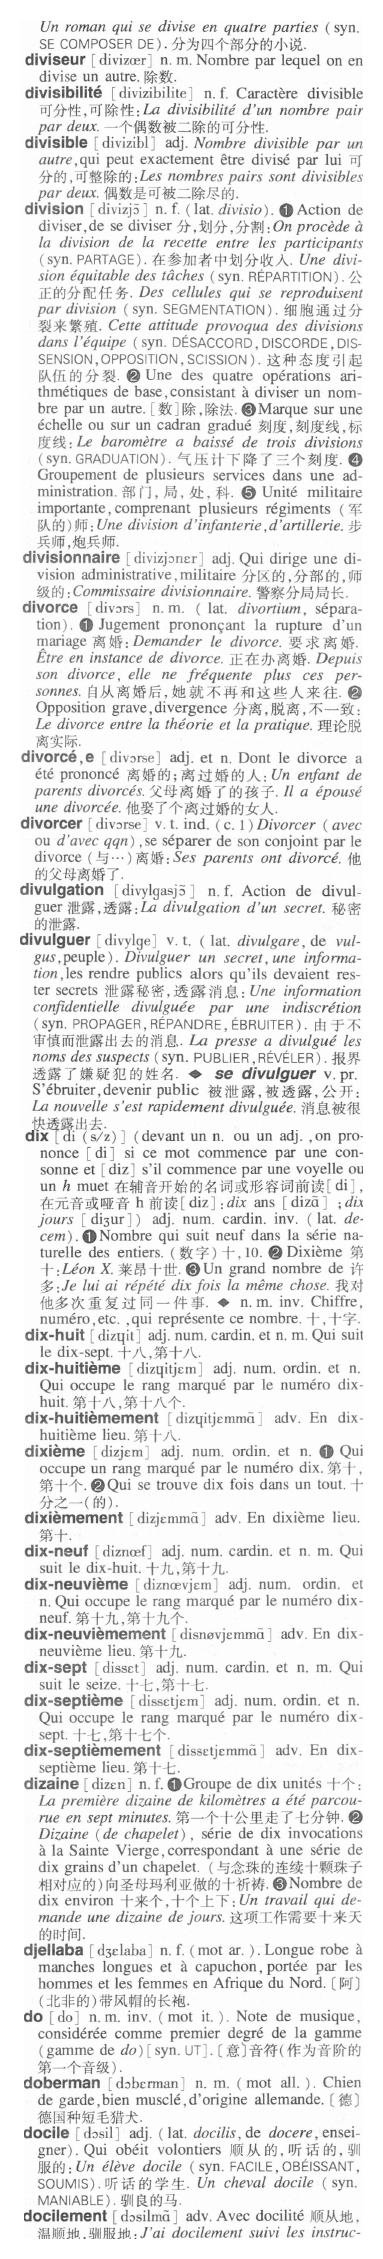 Un roman qui se divise en quatre parties (syn.
SE COMPOSER DE). 分为四个部分的小说.
diviseur [divizœr] n. m. Nombre par lequel on en
divise un autre. 除数.
divisibilité [divizibilite] n. f. Caractère divisible
可分性,可除性:La divisibilité d'un nombre pair
par deux. 一个偶数被二除的可分性.
divisible [divizibl] adj. Nombre divisible par un
autre,qui peut exactement être divisé par lui 可
分的,可整除的:Les nombres pairs sont divisibles
par deux. 偶数是可被二除尽的.
division [divizjɔ̃] n. f. (lat. divisio). ❶ Action de
diviser,de se diviser 分,划分,分割:On procède à
la division de la recette entre les participants
(syn. PARTAGE). 在参加者中划分收入. Une divi-
sion équitable des tâches (syn. RÉPARTITION). 公
正的分配任务. Des cellules qui se reproduisent
par division (syn. SEGMENTATION). 细胞通过分
裂来繁殖. Cette attitude provoqua des divisions
dans l'équipe (syn. DÉSACCORD, DISCORDE, DIS-
SENSION, OPPOSITION, SCISSION). 这种态度引起
队伍的分裂. ❷ Une des quatre opérations ari-
thmétiques de base,consistant à diviser un nom-
bre par un autre. [数]除,除法. ❸Marque sur une
échelle ou sur un cadran gradué 刻度,刻度线,标
度线:Le baromètre a baissé de trois divisions
(syn. GRADUATION). 气压计下降了三个刻度. ❹
Groupement de plusieurs services dans une ad-
ministration. 部门,局,处,科. ❺ Unité militaire
importante,comprenant plusieurs régiments (军
队的)师:Une division d'infanterie,d'artillerie. 步
兵师,炮兵师.
divisionnaire [divizjɔnɛr] adj. Qui dirige une di-
vision administrative,militaire 分区的,分部的,师
级的:Commissaire divisionnaire. 警察分局局长.
divorce [divɔrs] n. m. (lat. divortium, sépara-
tion). ❶ Jugement prononçant la rupture d'un
mariage 离婚:Demander le divorce. 要求离婚.
Être en instance de divorce. 正在办离婚. Depuis
son divorce, elle ne fréquente plus ces per-
sonnes. 自从离婚后,她就不再和这些人来往. ❷
Opposition grave,divergence 分离,脱离,不一致:
Le divorce entre la théorie et la pratique. 理论脱
离实际.
divorcé,e [divɔrse] adj. et n. Dont le divorce a
été prononcé 离婚的;离过婚的人:Un enfant de
parents divorcés. 父母离婚了的孩子. Il a épousé
une divorcée. 他娶了个离过婚的女人.
divorcer [divɔrse] v. t. ind. (c. 1) Divorcer (avec
ou d'avec qqn),se séparer de son conjoint par le
divorce (与…)离婚:Ses parents ont divorcé. 他
的父母离婚了.
divulgation [divylgasjɔ̃] n. f. Action de divul-
guer 泄露,透露:La divulgation d'un secret. 秘密
的泄露.
divulguer [divylge] v. t. (lat. divulgare, de vul-
gus,peuple). Divulguer un secret,une informa-
tion,les rendre publics alors qu'ils devaient res-
ter secrets 泄露秘密,透露消息:Une information
confidentielle divulguée par une indiscrétion
(syn. PROPAGER, RÉPANDRE, ÉBRUITER). 由于不
审慎而泄露出去的消息. La presse a divulgué les
noms des suspects (syn. PUBLIER, RÉVÉLER). 报界
透露了嫌疑犯的姓名. ◆ se divulguer v. pr.
S'ébruiter,devenir public 被泄露,被透露,公开:
La nouvelle s'est rapidement divulguée. 消息被很
快透露出去.
dix [di (s/z)] (devant un n. ou un adj. ,on pro-
nonce [di] si ce mot commence par une con-
sonne et [diz] s'il commence par une voyelle ou
un h muet 在辅音开始的名词或形容词前读[di],
在元音或哑音 h 前读[diz]:dix ans [dizɑ̃] ;dix
jours [diʒur]) adj. num. cardin. inv. (lat. de-
cem). ❶Nombre qui suit neuf dans la série na-
turelle des entiers. (数字)十,10. ❷ Dixième 第
十:Léon X. 莱昂十世. ❸Un grand nombre de 许
多:Je lui ai répété dix fois la même chose. 我对
他多次重复过同一件事. ◆ n. m. inv. Chiffre,
numéro,etc. ,qui représente ce nombre. 十,十字.
dix-huit [dizɥit] adj. num. cardin. et n. m. Qui suit
le dix-sept. 十八,第十八.
dix-huitième [dizɥitjɛm] adj. num. ordin. et n.
Qui occupe le rang marqué par le numéro dix-
huit. 第十八,第十八个.
dix-huitièmement [dizɥitjɛmmɑ̃] adv. En dix-
huitième lieu. 第十八.
dixième [dizjɛm] adj. num. ordin. et n. ❶ Qui
occupe un rang marqué par le numéro dix. 第十,
第十个. ❷Qui se trouve dix fois dans un tout. 十
分之一(的).
dixièmement [dizjɛmmɑ̃] adv. En dixième lieu.
第十.
dix-neuf [diznœf] adj. num. cardin. et n. m. Qui
suit le dix-huit. 十九,第十九.
dix-neuvième [diznœvjɛm] adj. num. ordin. et
n. Qui occupe le rang marqué par le numéro dix-
neuf. 第十九,第十九个.
dix-neuvièmement [disnøvjɛmmɑ̃] adv. En dix-
neuvième lieu. 第十九.
dix-sept [dissɛt] adj. num. cardin. et n. m. Qui
suit le seize. 十七,第十七.
dix-septième [dissɛtjɛm] adj. num. ordin. et n.
Qui occupe le rang marqué par le numéro dix-
sept. 十七,第十七个.
dix-septièmement [dissɛtjɛmmɑ̃] adv. En dix-
septième lieu. 第十七.
dizaine [dizɛn] n. f. ❶Groupe de dix unités 十个:
La première dizaine de kilomètres a été parcou-
rue en sept minutes. 第一个十公里走了七分钟. ❷
Dizaine (de chapelet), série de dix invocations
à la Sainte Vierge,correspondant à une série de
dix grains d'un chapelet. (与念珠的连续十颗珠子
相对应的)向圣母玛利亚做的十祈祷. ❸Nombre de
dix environ 十来个,十个上下:Un travail qui de-
mande une dizaine de jours. 这项工作需要十来天
的时间.
djellaba [dʒɛlaba] n. f. (mot ar. ). Longue robe à
manches longues et à capuchon,portée par les
hommes et les femmes en Afrique du Nord. 〔阿〕
(北非的)带风帽的长袍.
do [do] n. m. inv. (mot it. ). Note de musique,
considérée comme premier degré de la gamme
(gamme de do)[syn. UT]. 〔意〕音符(作为音阶的
第一个音级).
doberman [dɔbɛrman] n. m. (mot all. ). Chien
de garde,bien musclé,d'origine allemande. 〔德〕
德国种短毛猎犬.
docile [dɔsil] adj. (lat. docilis, de docere, ensei-
gner). Qui obéit volontiers 顺从的,听话的,驯
服的:Un élève docile (syn. FACILE, OBÉISSANT,
SOUMIS). 听话的学生. Un cheval docile (syn.
MANIABLE). 驯良的马.
docilement [dɔsilmɑ̃] adv. Avec docilité 顺从地,
温顺地,驯服地:J'ai docilement suivi les instruc-